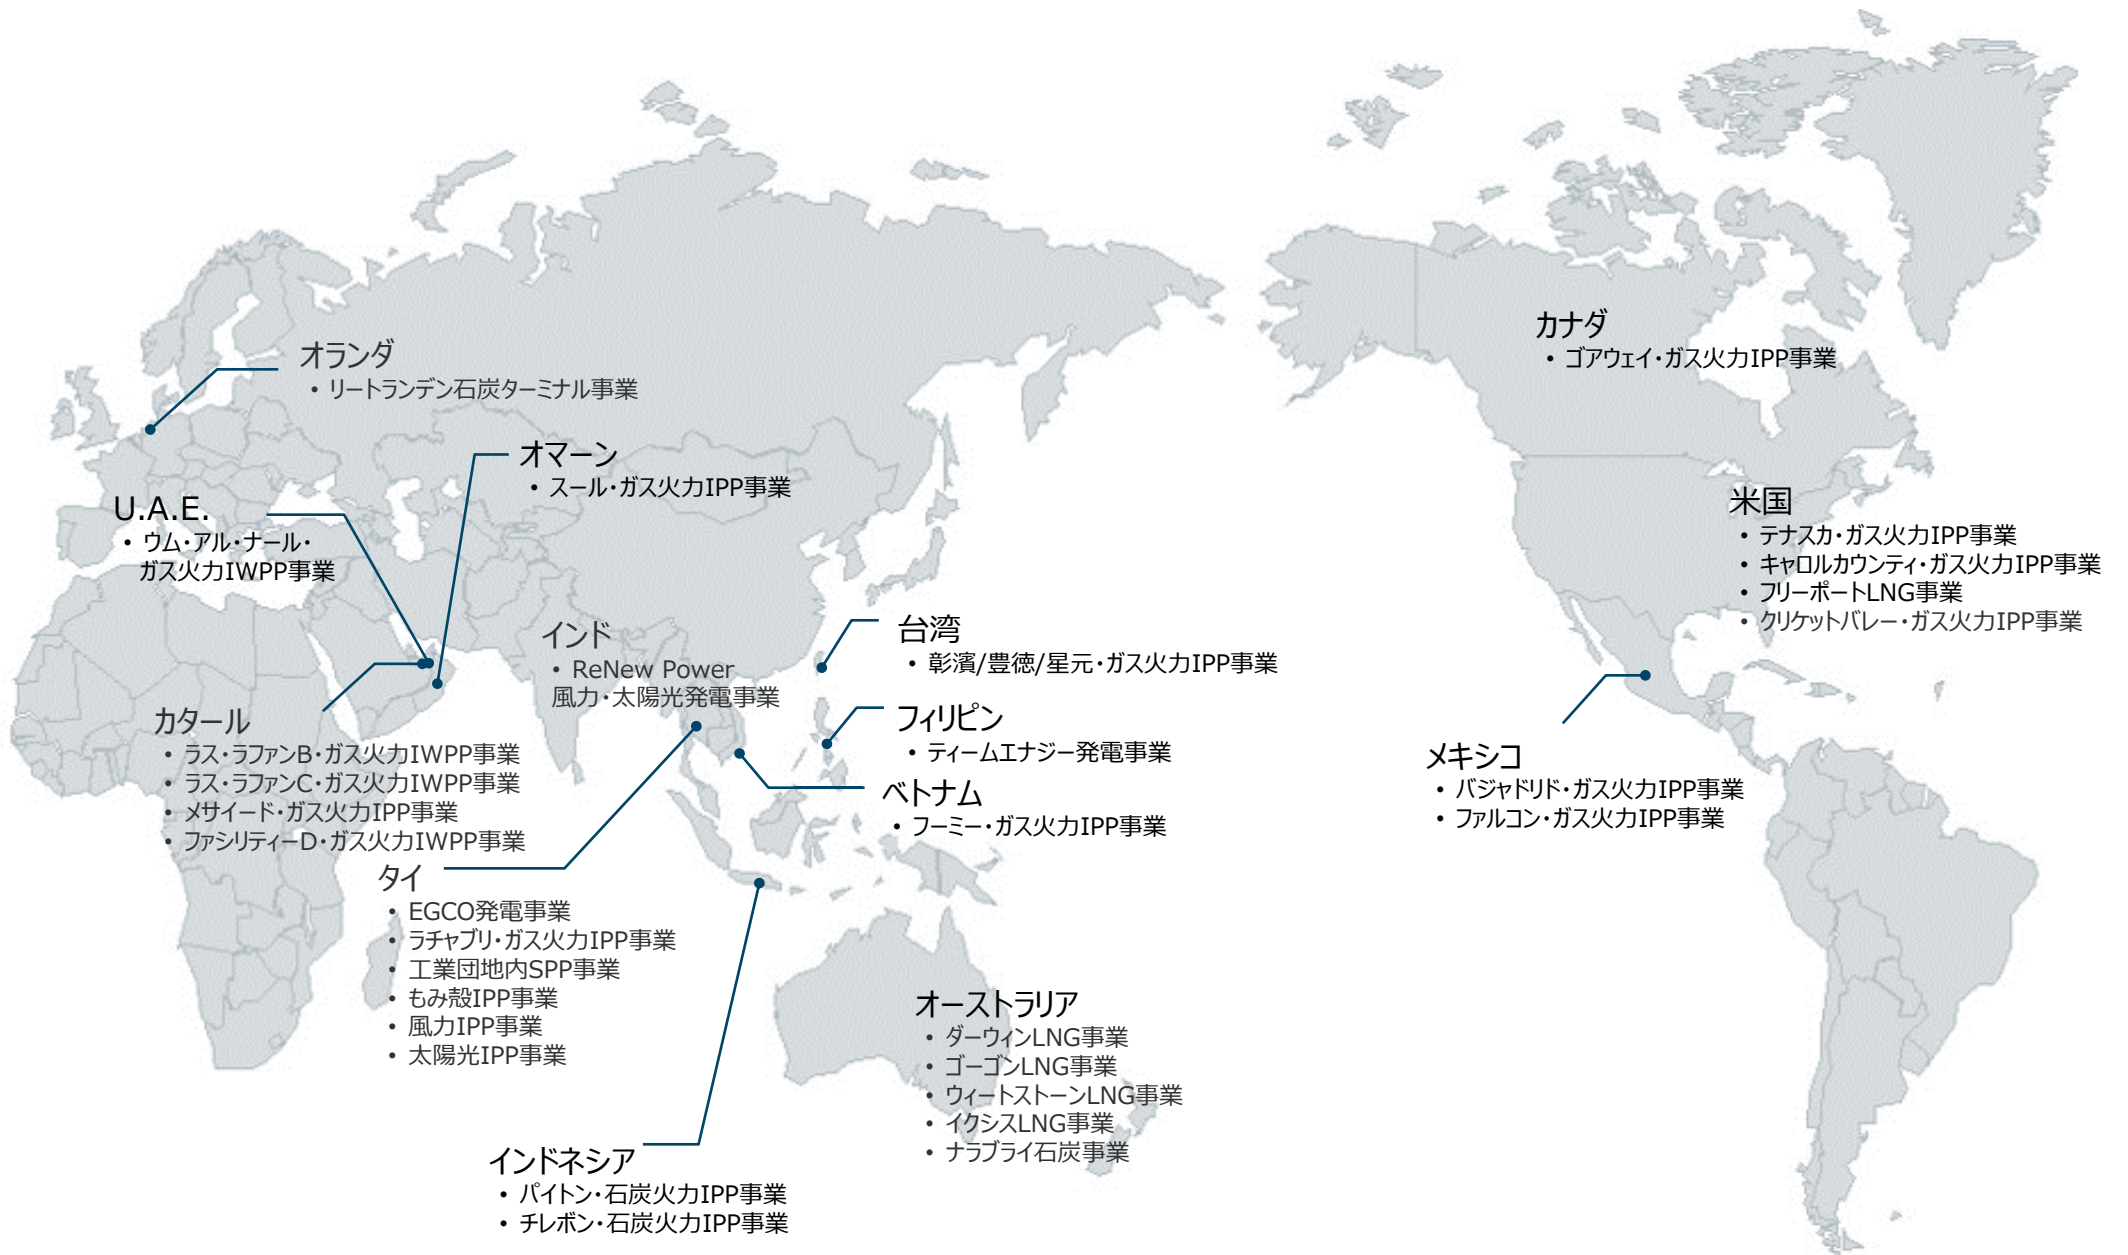 オランダ
• リートランデン石炭ターミナル事業
オマーン
• スール・ガス火力IPP事業
U.A.E.
• ウム・アル・ナール・
ガス火力IWPP事業
インド
• ReNew Power
風力・太陽光発電事業
カタール
• ラス・ラファンB・ガス火力IWPP事業
• ラス・ラファンC・ガス火力IWPP事業
• メサイード・ガス火力IPP事業
• ファシリティーD・ガス火力IWPP事業
タイ
• EGCO発電事業
• ラチャブリ・ガス火力IPP事業
• 工業団地内SPP事業
• もみ殻IPP事業
• 風力IPP事業
• 太陽光IPP事業
インドネシア
• パイトン・石炭火力IPP事業
• チレボン・石炭火力IPP事業
台湾
• 彰濱/豊徳/星元・ガス火力IPP事業
フィリピン
• ティームエナジー発電事業
ベトナム
• フーミー・ガス火力IPP事業
オーストラリア
• ダーウィンLNG事業
• ゴーゴンLNG事業
• ウィートストーンLNG事業
• イクシスLNG事業
• ナラブライ石炭事業
カナダ
• ゴアウェイ・ガス火力IPP事業
米国
• テナスカ・ガス火力IPP事業
• キャロルカウンティ・ガス火力IPP事業
• フリーポートLNG事業
• クリケットバレー・ガス火力IPP事業
メキシコ
• バジャドリド・ガス火力IPP事業
• ファルコン・ガス火力IPP事業